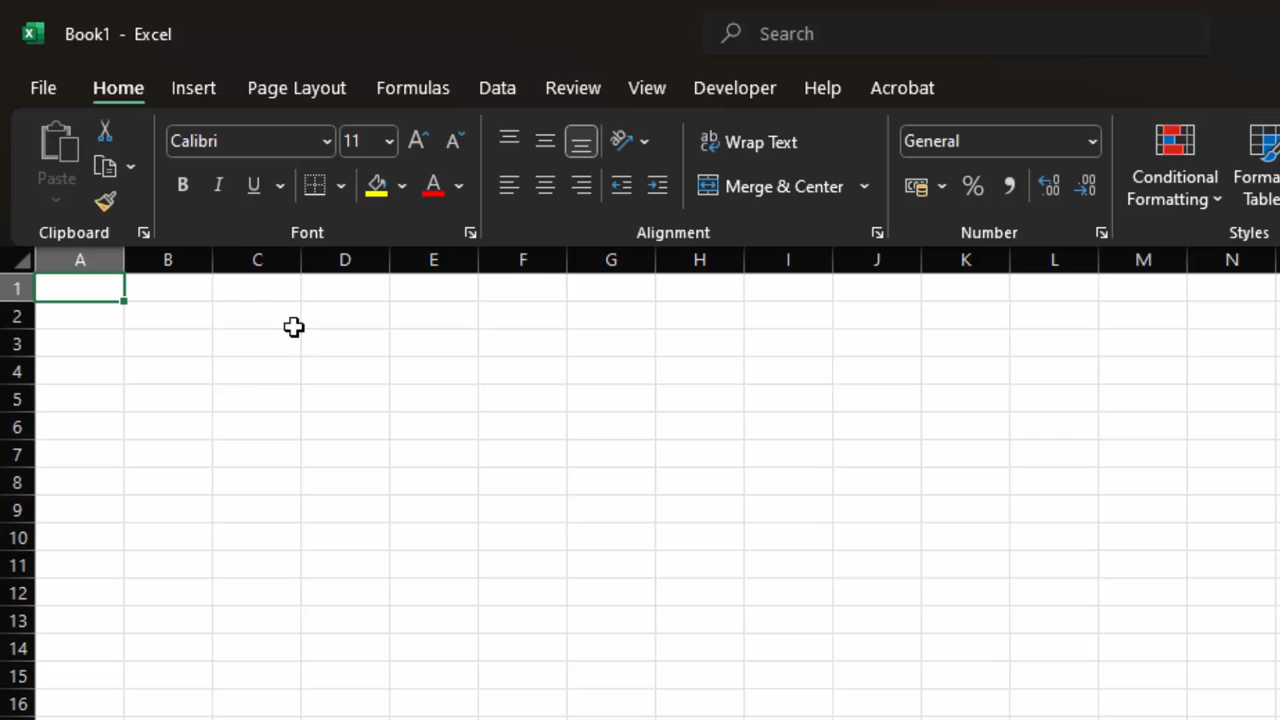 Book1 - Excel
Search
File Home Insert Page Layout Formulas Data Review View Developer Help Acrobat
Calibri 11 Wrap Text General
Paste B I U A Merge & Center % Conditional
Formatting
Clipboard Font Alignment Number Styles
A B C D E F G H I J K L M N
1
2
3
4
5
6
7
8
9
10
11
12
13
14
15
16